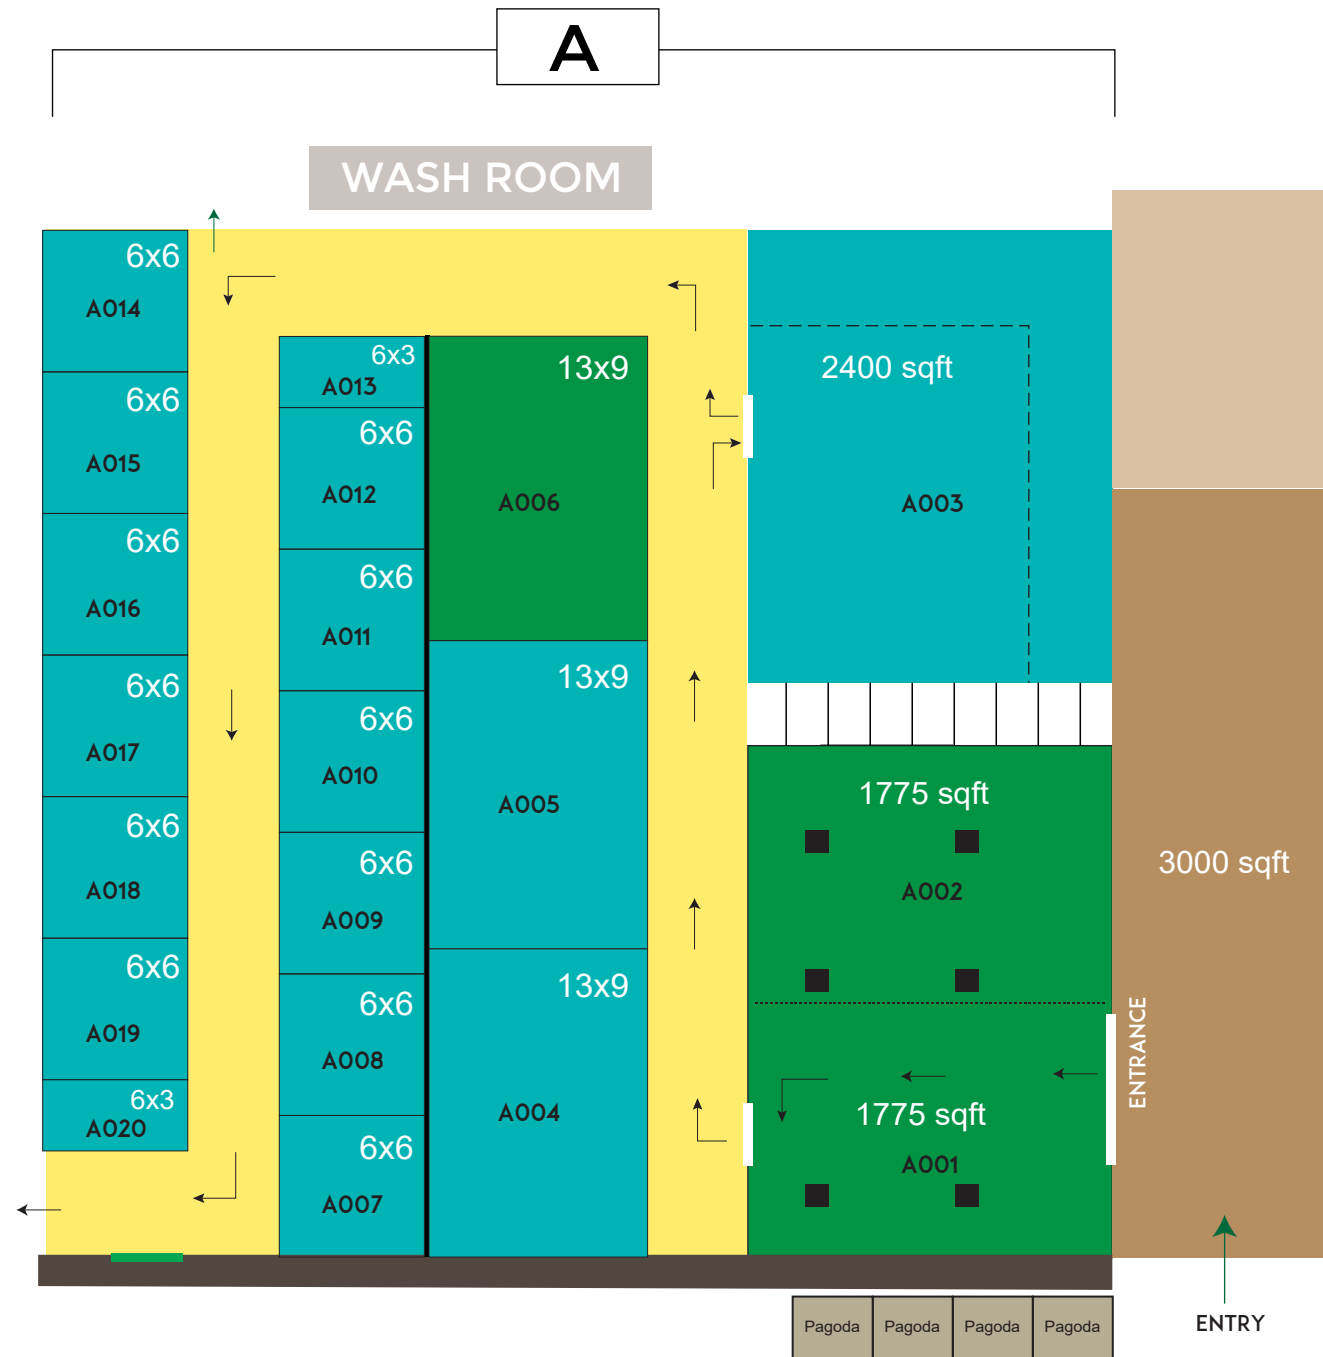 A
WASH ROOM
6x6
A014
6x6
A015
6x6
A016
6x6
A017
6x6
A018
6x6
A019
6x3
A020
6x3
A013
6x6
A012
6x6
A011
6x6
A010
6x6
A009
6x6
A008
6x6
A007
13x9
A006
13x9
A005
13x9
A004
2400 sqft
A003
1775 sqft
A002
1775 sqft
A001
3000 sqft
ENTRANCE
ENTRY
Pagoda
Pagoda
Pagoda
Pagoda